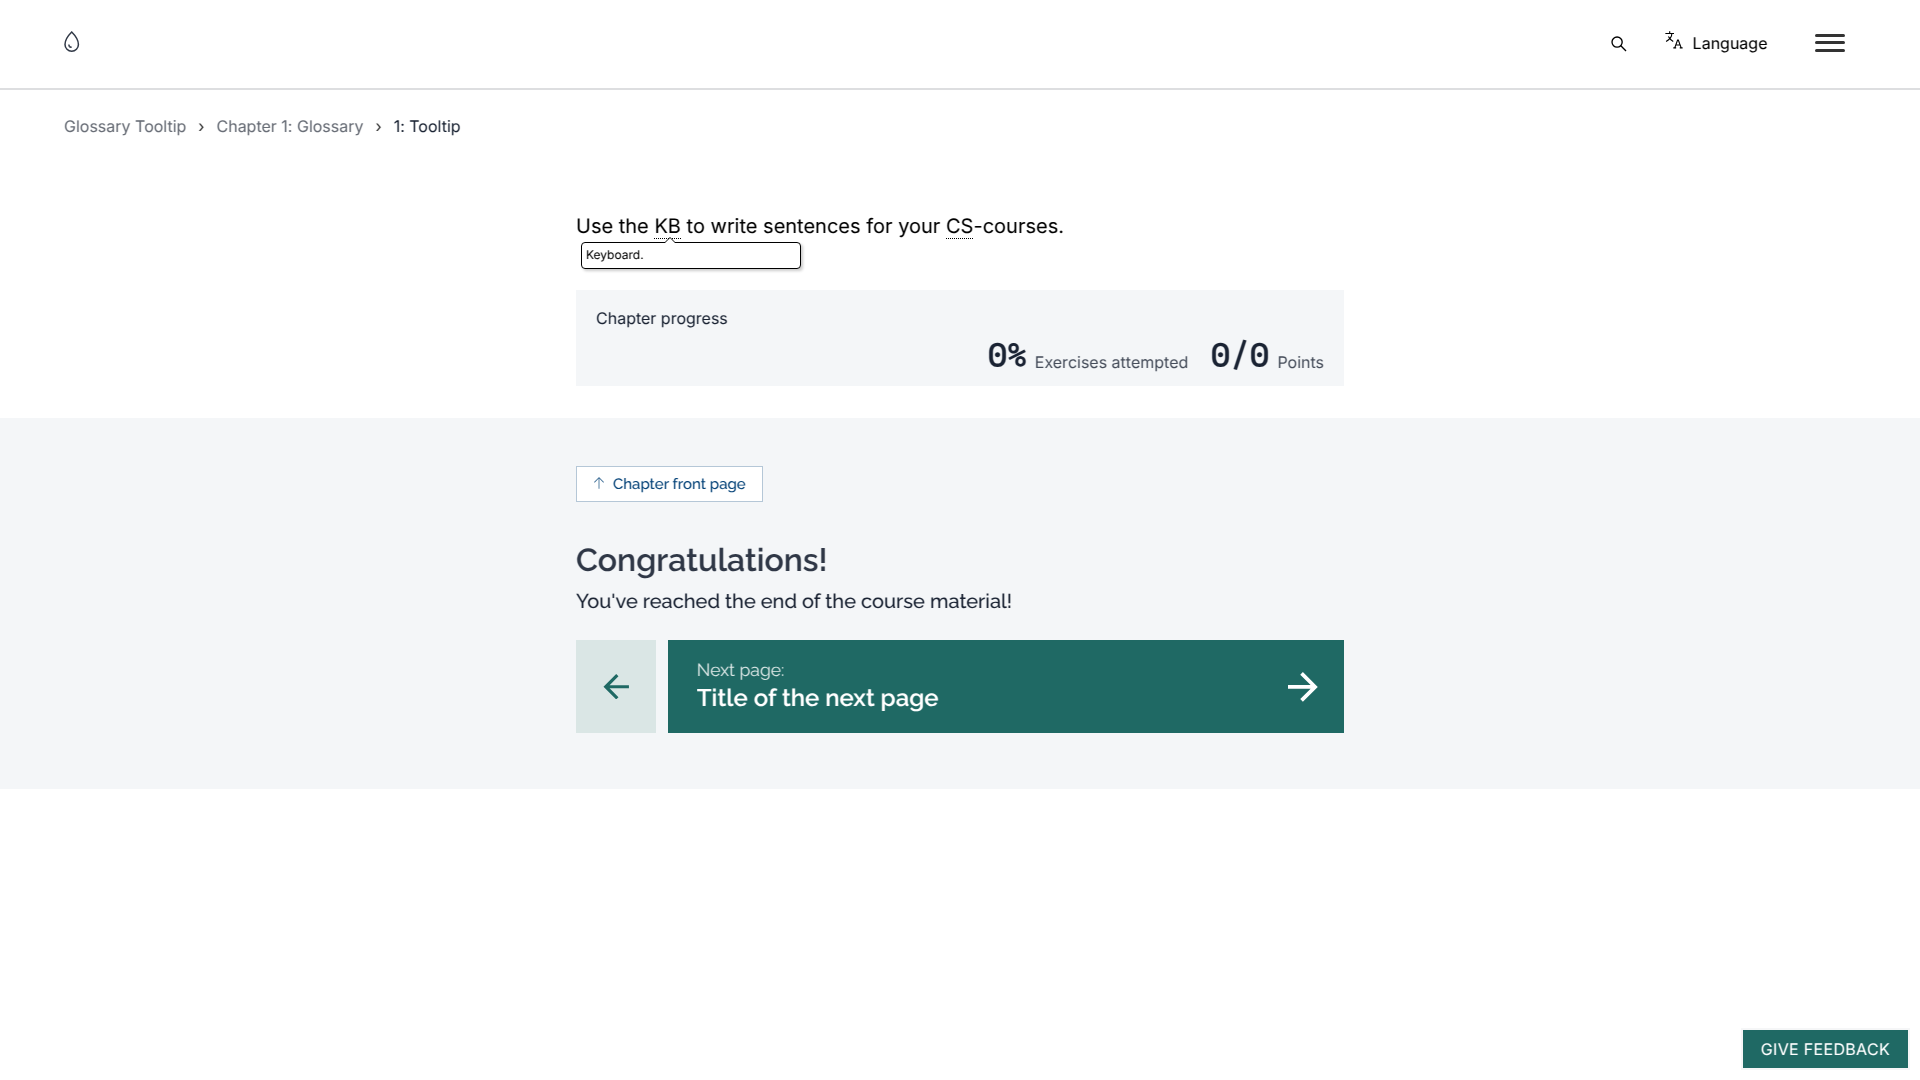 Language
Glossary Tooltip › Chapter 1: Glossary › 1: Tooltip
Use the KB to write sentences for your CS-courses.
Keyboard.
Chapter progress
0% Exercises attempted 0/0 Points
Chapter front page
Congratulations!
You've reached the end of the course material!
Next page:
Title of the next page
GIVE FEEDBACK